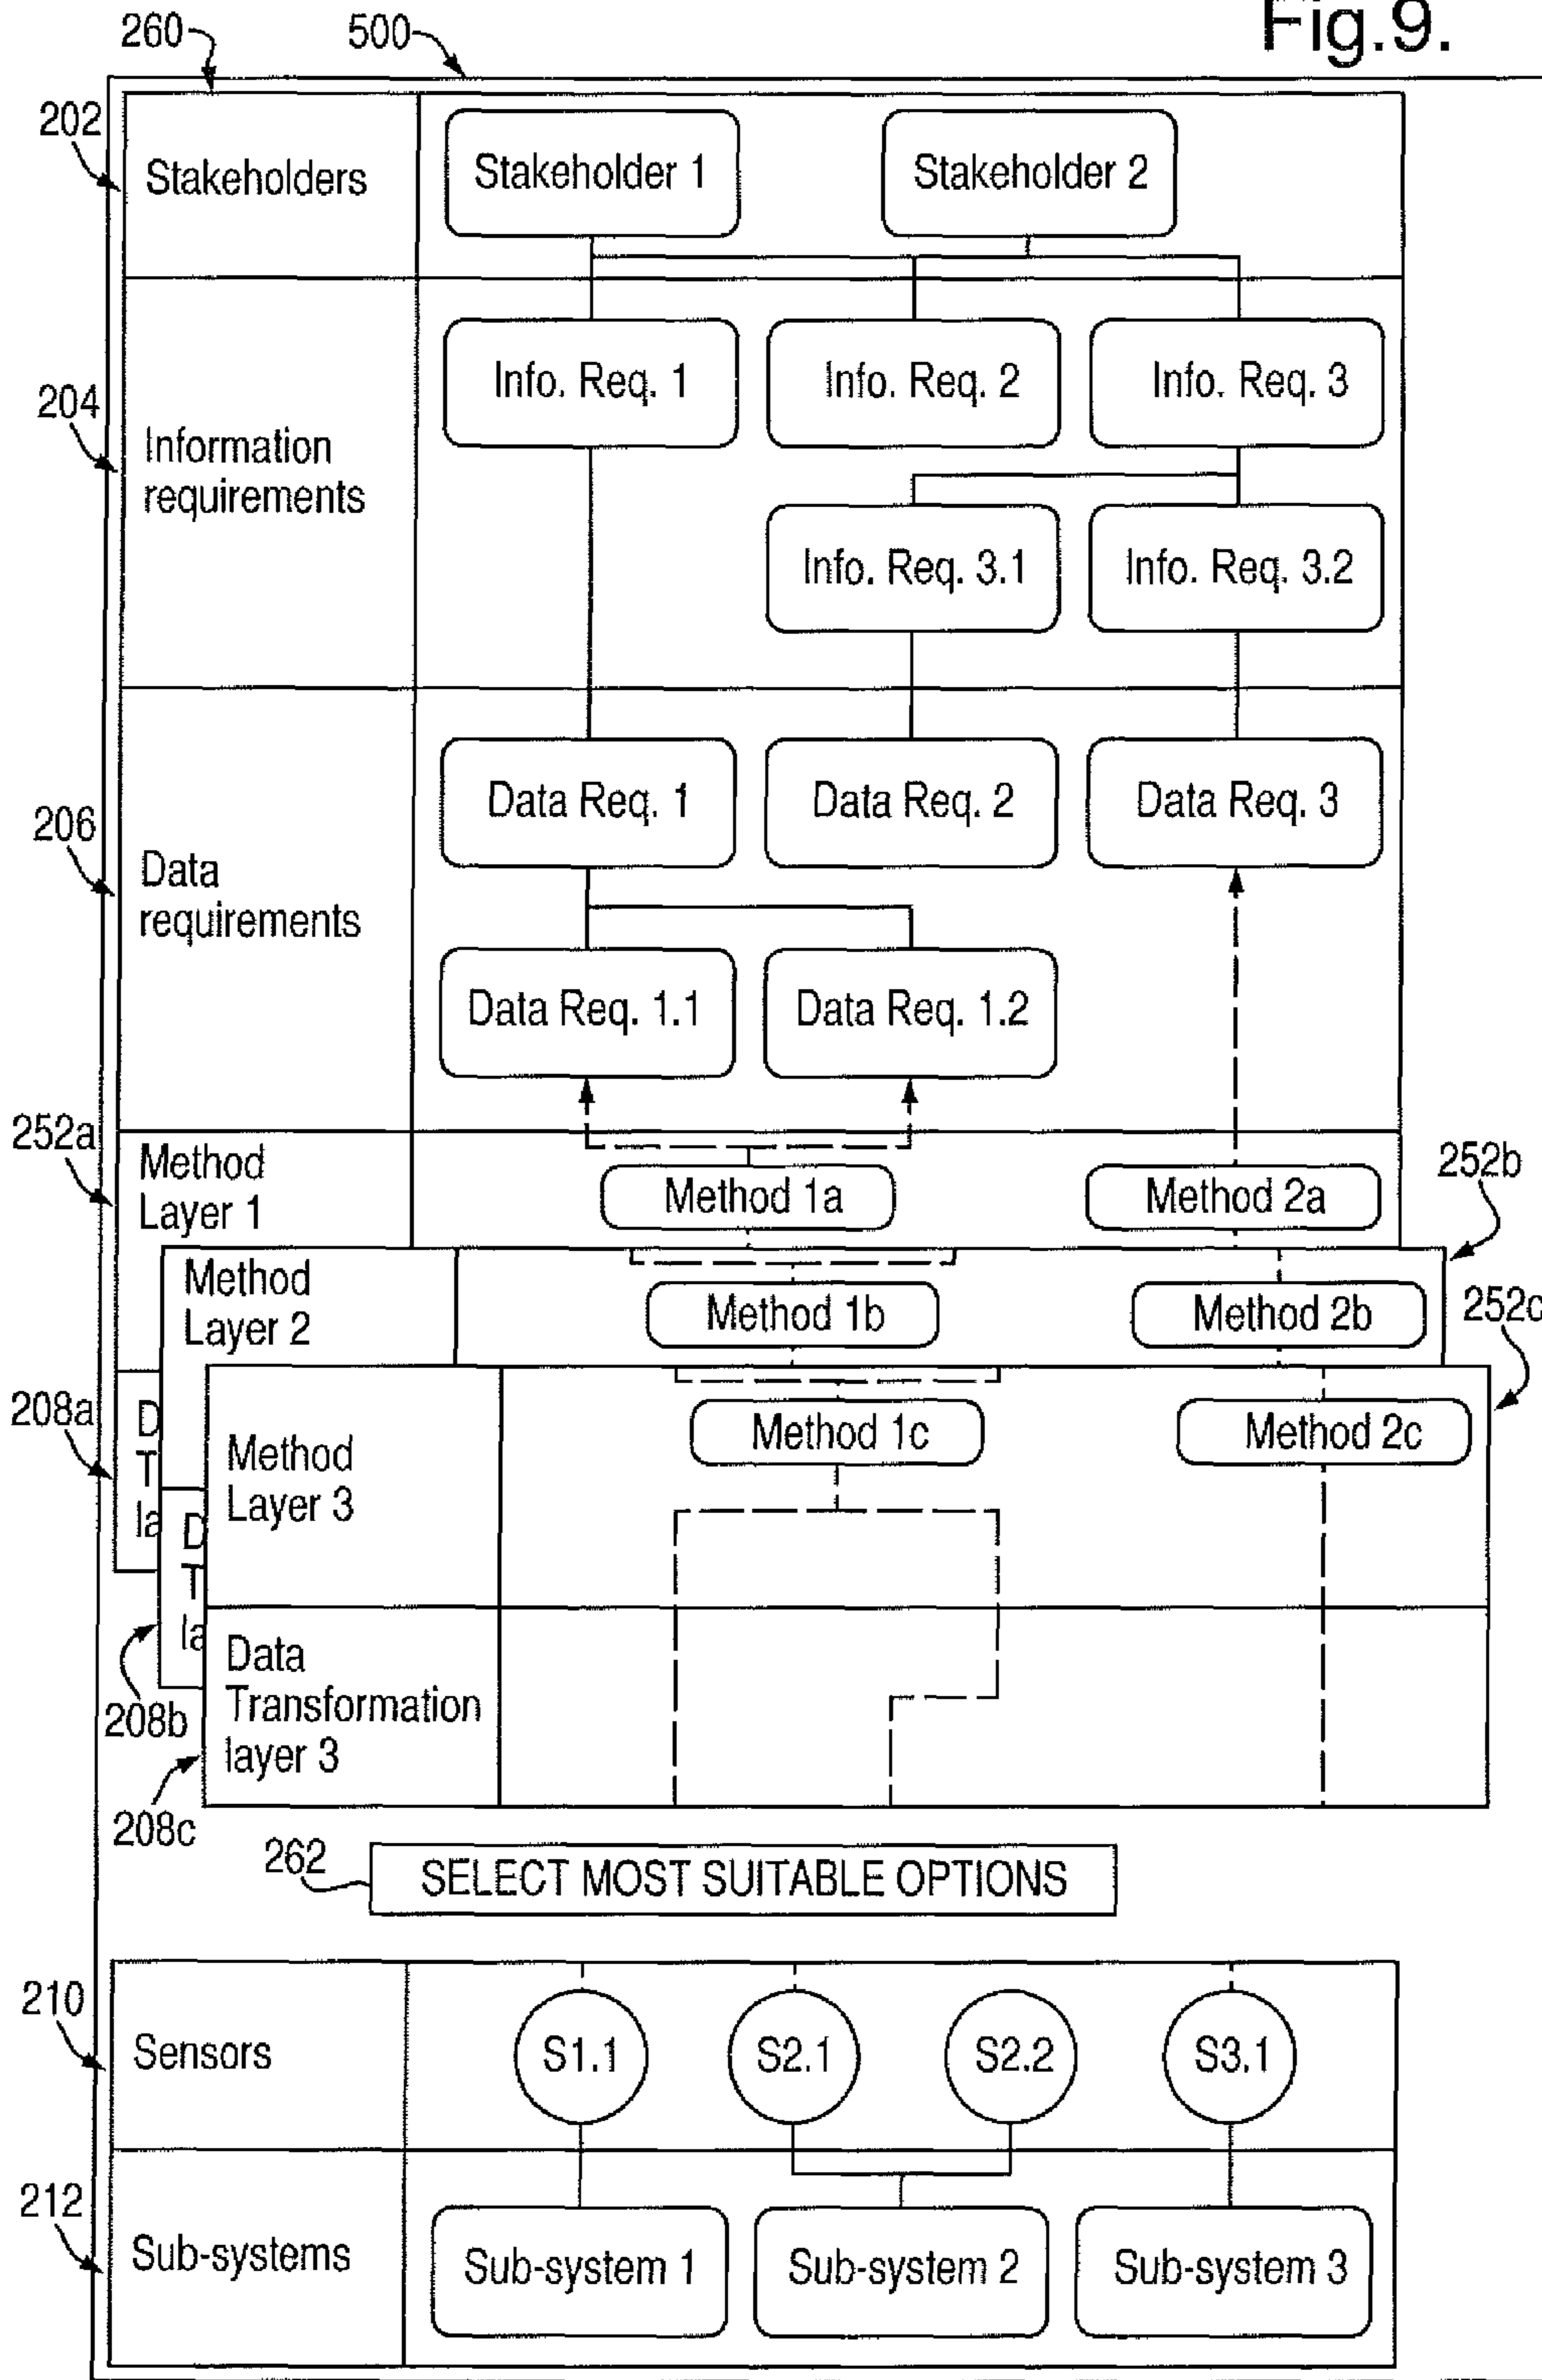 Fig.9.
260
500
202
Stakeholders
Stakeholder 1
Stakeholder 2
204
Information
requirements
Info. Req. 1
Info. Req. 2
Info. Req. 3
Info. Req. 3.1
Info. Req. 3.2
206
Data
requirements
Data Req. 1
Data Req. 2
Data Req. 3
Data Req. 1.1
Data Req. 1.2
252a
Method
Layer 1
Method 1a
Method 2a
252b
Method
Layer 2
Method 1b
Method 2b
252c
208a
D
T
la
Method
Layer 3
Method 1c
Method 2c
D
T
la
208b
Data
Transformation
layer 3
208c
262
SELECT MOST SUITABLE OPTIONS
210
Sensors
S1.1
S2.1
S2.2
S3.1
212
Sub-systems
Sub-system 1
Sub-system 2
Sub-system 3